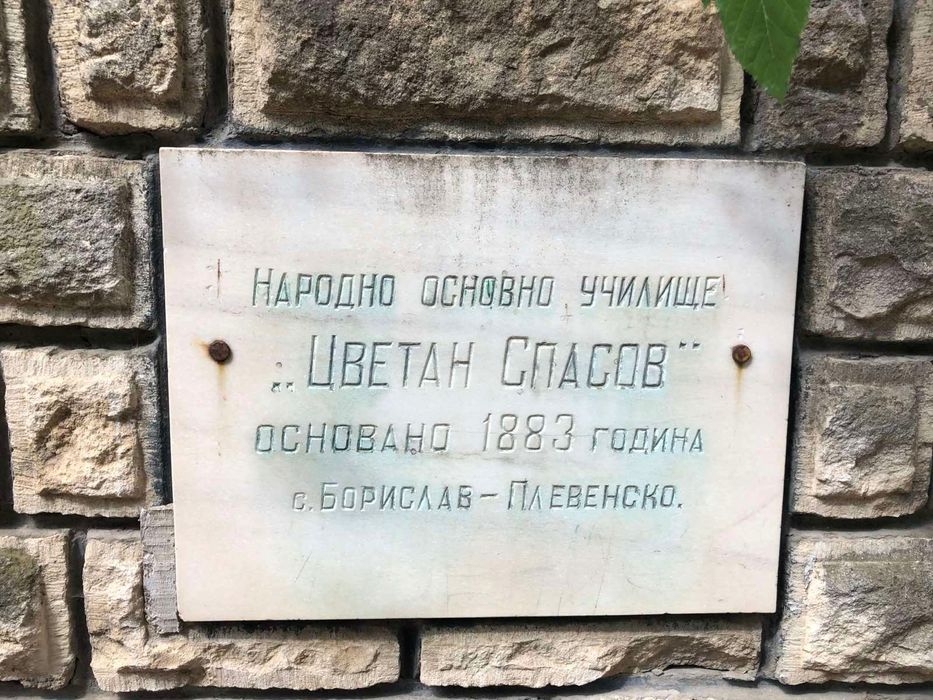 Народно основно училище
„Цветан Спасов"
основано 1883 година
с. Борислав - Плевенско.